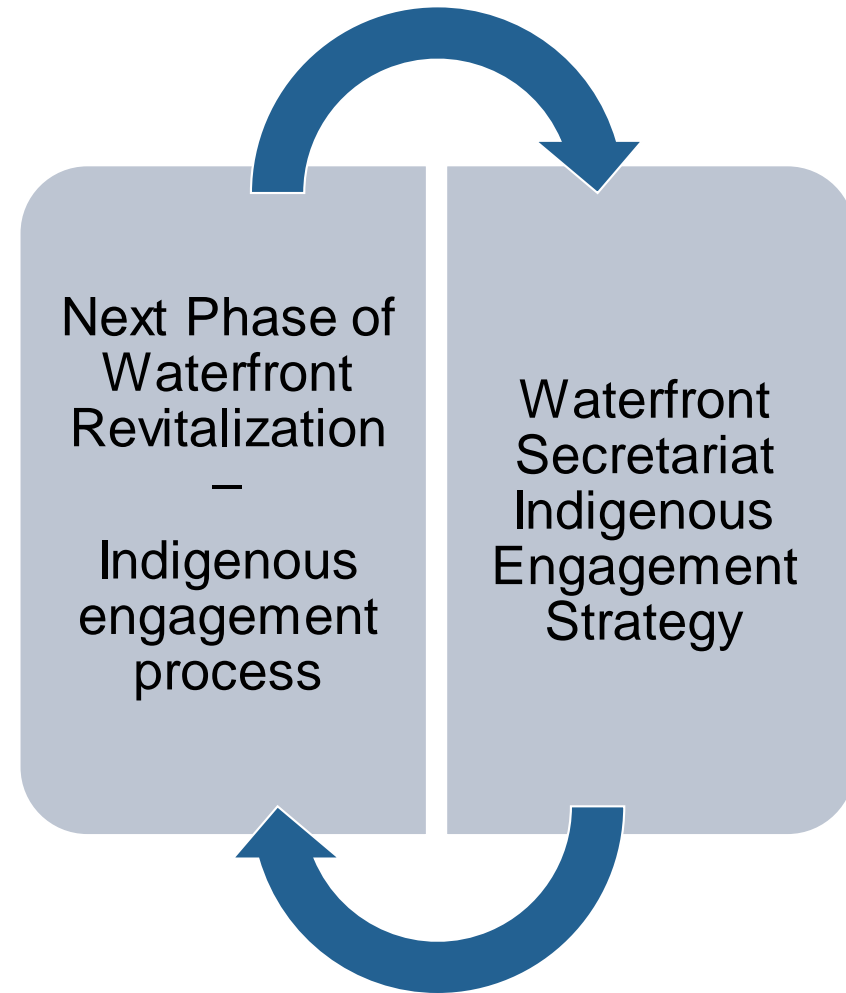 Next Phase of
Waterfront
Revitalization
–
Indigenous
engagement
process
Waterfront
Secretariat
Indigenous
Engagement
Strategy